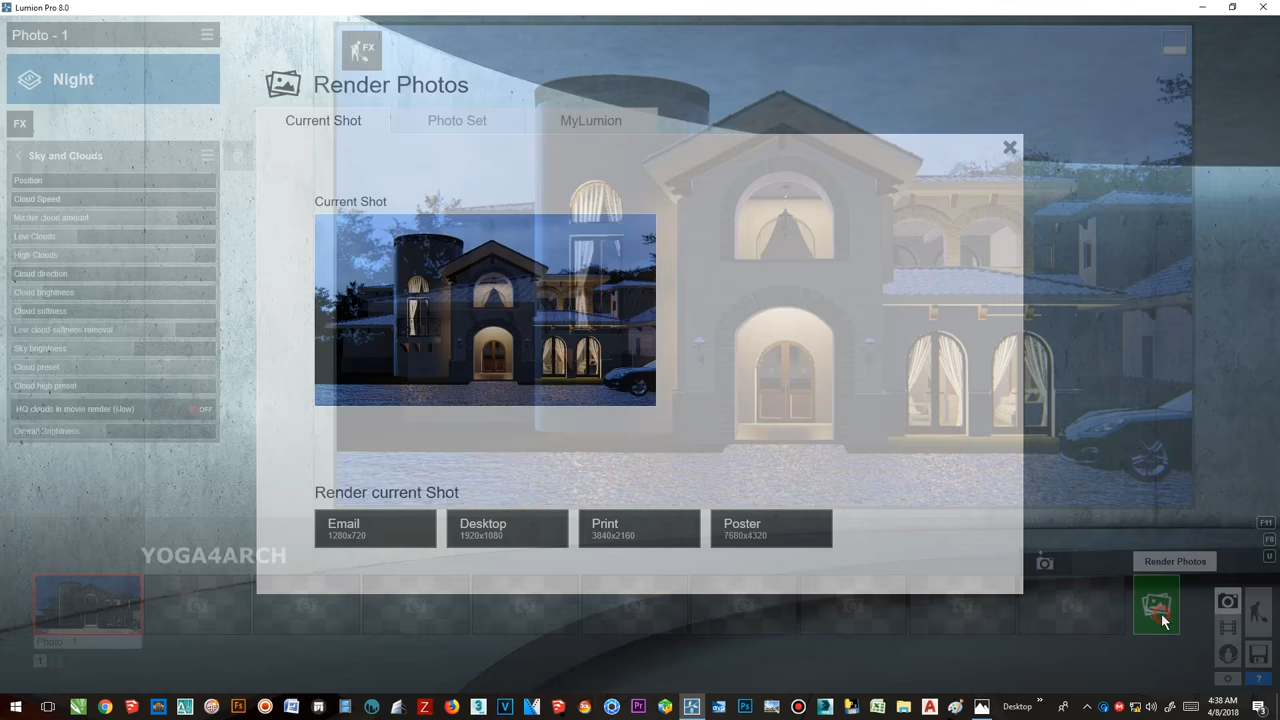 Lumion Pro 8.0
Photo - 1
FX
Render Photos
Night
Current Shot
Photo Set
MyLumion
FX
Sky and Clouds
Position
Cloud Speed
Master cloud amount
Low Clouds
High Clouds
Cloud direction
Cloud brightness
Cloud softness
Low cloud softness removal
Sky brightness
Cloud preset
Cloud high preset
HQ clouds in movie render (slow)
OFF
Overall Brightness
Current Shot
Render current Shot
Email
1280x720
Desktop
1920x1080
Print
3840x2160
Poster
7680x4320
F11
F8
U
YOGA4ARCH
Render Photos
Photo - 1
1
?
Desktop
4:38 AM
4/8/2018